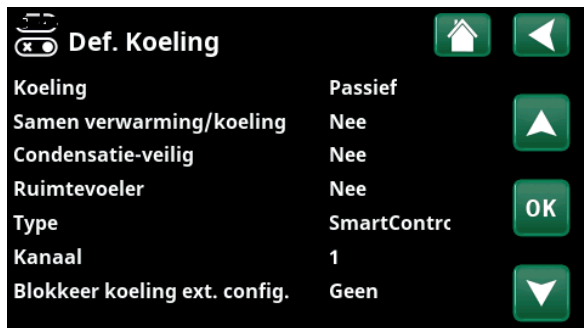 Def. Koeling
Koeling Passief
Samen verwarming/koeling Nee
Condensatie-veilig Nee
Ruimtevoeler Nee
Type SmartContrc
Kanaal 1
Blokkeer koeling ext. config. Geen
OK